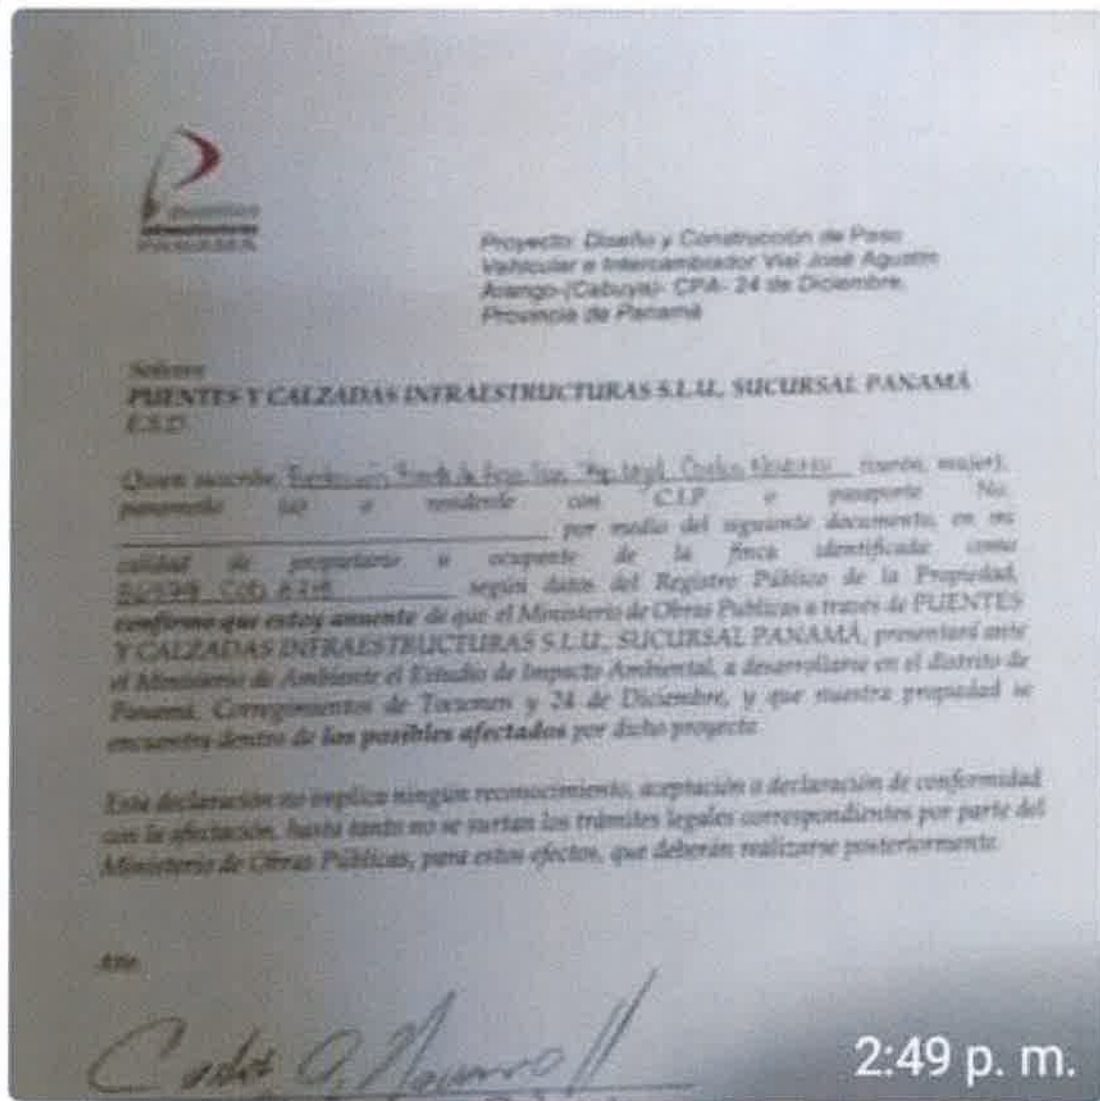 PANAMÁ
Proyecto: Diseño y Construcción de Paso
Vehicular e Intercambiador Vial José Agustín
Arango-(Cabuya)- CPA- 24 de Diciembre,
Provincia de Panamá
Señores
PUENTES Y CALZADAS INFRAESTRUCTURAS S.L.U., SUCURSAL PANAMÁ
E.S.D.
Quien suscribe, Rep. Legal, Carlos Navarro (varón, mujer),
panameño (a) o residente con C.I.P o pasaporte No.
por medio del siguiente documento, en mi
calidad de propietario u ocupante de la finca identificada como
según datos del Registro Público de la Propiedad,
confirmo que estoy anuente de que el Ministerio de Obras Públicas a través de PUENTES
Y CALZADAS INFRAESTRUCTURAS S.L.U., SUCURSAL PANAMÁ, presentará ante
el Ministerio de Ambiente el Estudio de Impacto Ambiental, a desarrollarse en el distrito de
Panamá, Corregimientos de Tocumen y 24 de Diciembre, y que nuestra propiedad se
encuentra dentro de los posibles afectados por dicho proyecto.
Esta declaración no implica ningún reconocimiento, aceptación o declaración de conformidad
con la afectación, hasta tanto no se surtan los trámites legales correspondientes por parte del
Ministerio de Obras Públicas, para estos efectos, que deberán realizarse posteriormente.
Atte.
Carlos A. Navarro
2:49 p. m.